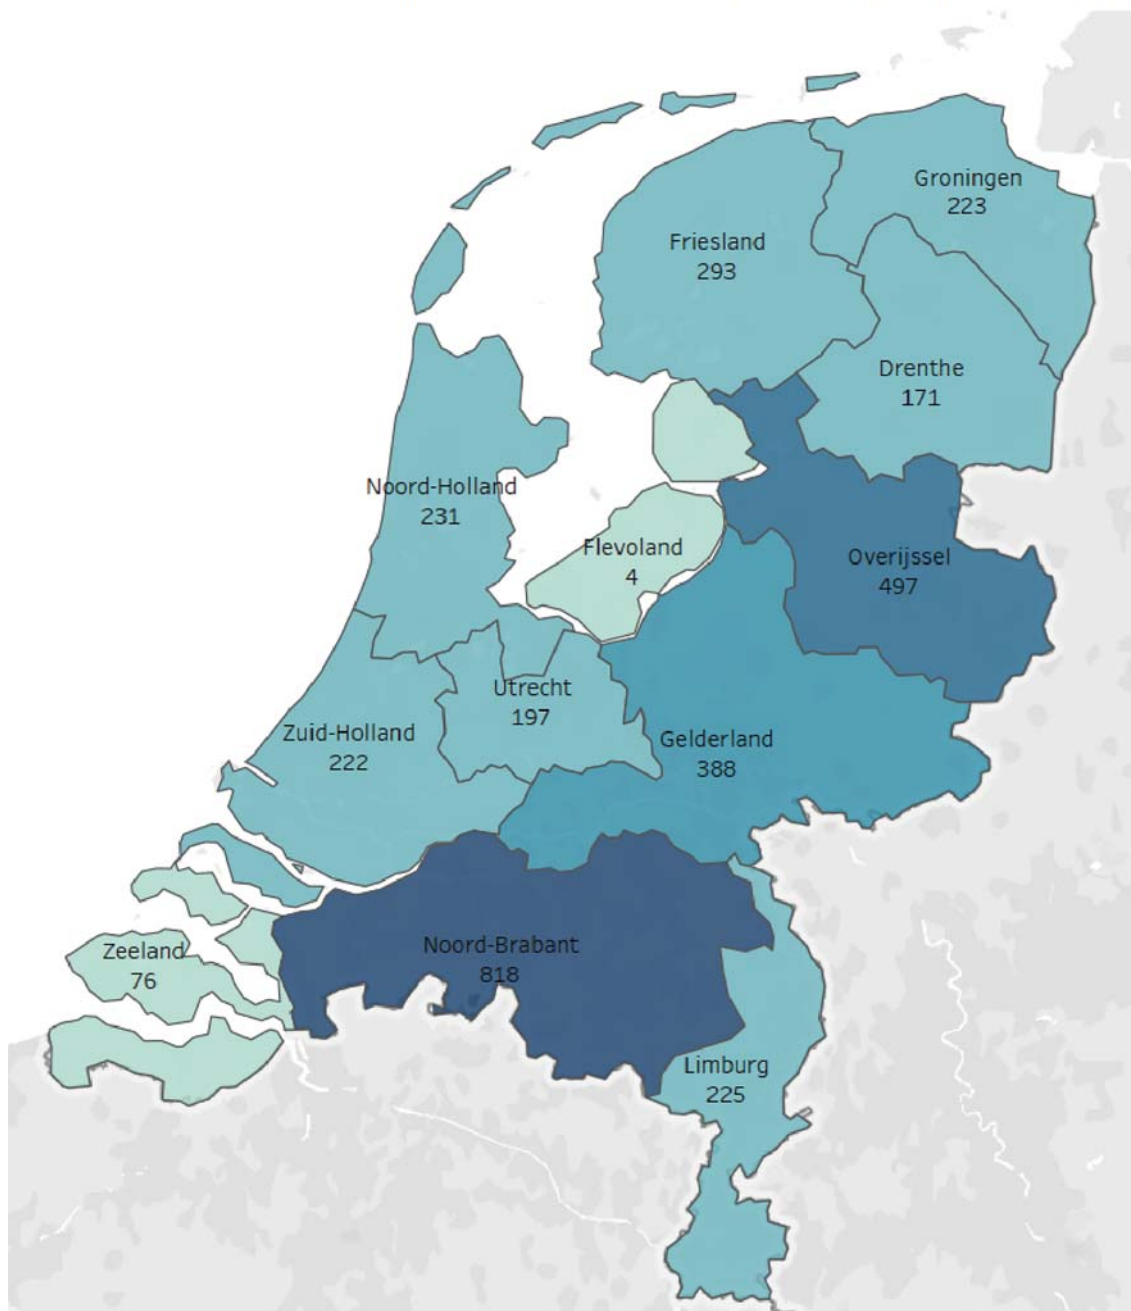 Groningen
223
Friesland
293
Drenthe
171
Noord-Holland
231
Flevoland
4
Overijssel
497
Utrecht
197
Zuid-Holland
222
Gelderland
388
Noord-Brabant
818
Zeeland
76
Limburg
225